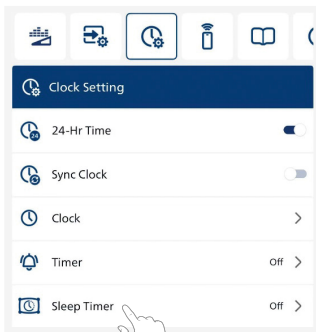 Clock Setting
24-Hr Time
Sync Clock
Clock
Timer Off
Sleep Timer Off